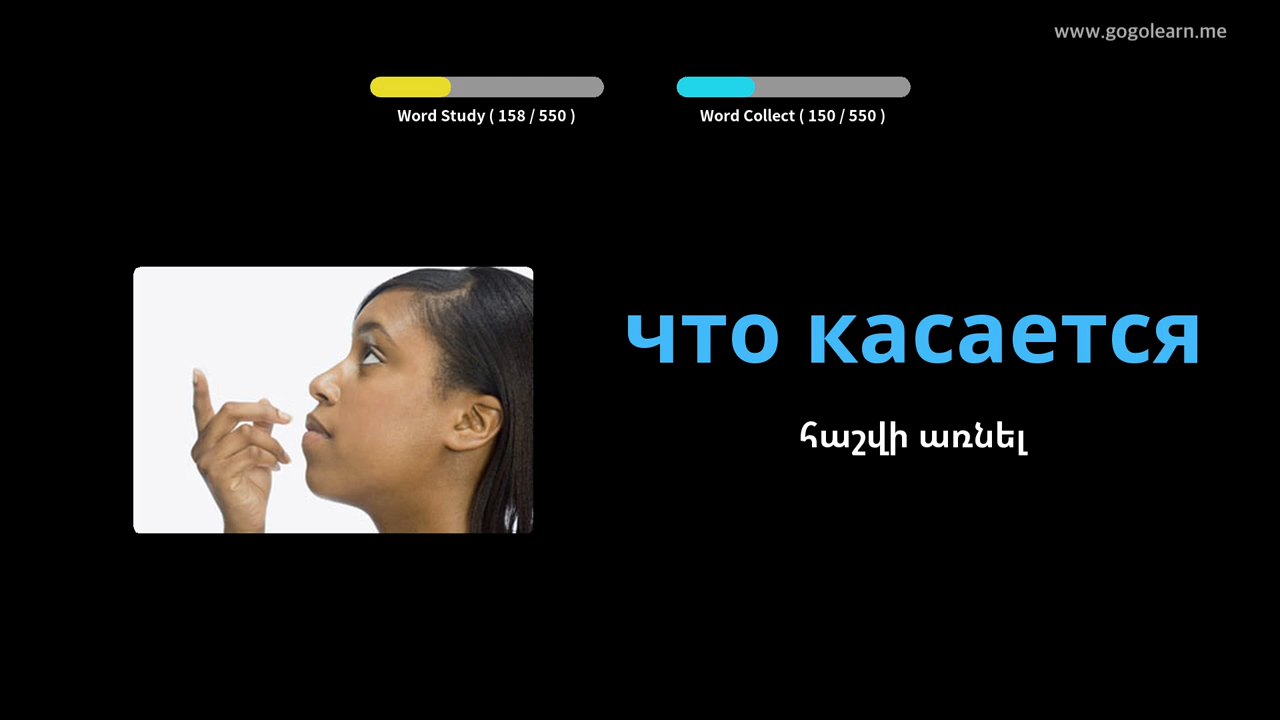 www.gogolearn.me
Word Study ( 158 / 550 )
Word Collect ( 150 / 550 )
что касается
հաշվի առնել